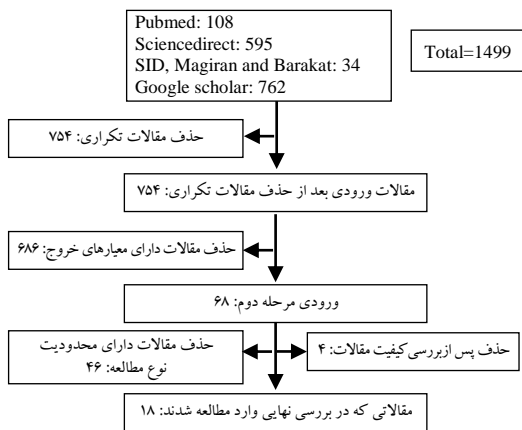 Pubmed: 108
Sciencedirect: 595
SID, Magiran and Barakat: 34
Google scholar: 762
Total=1499
حذف مقالات تکراری: ۷۵۴
مقالات ورودی بعد از حذف مقالات تکراری: ۷۵۴
حذف مقالات دارای معیارهای خروج: ۶۸۶
ورودی مرحله دوم: ۶۸
حذف مقالات دارای محدودیت
نوع مطالعه: ۴۶
حذف پس ازبررسی کیفیت مقالات: ۴
مقالاتی که در بررسی نهایی وارد مطالعه شدند: ۱۸